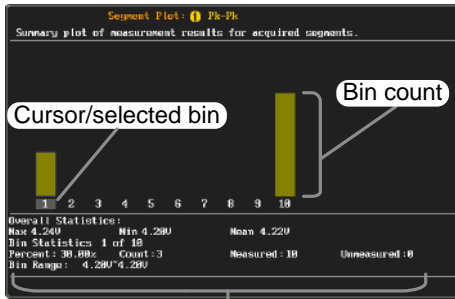 Segment Plot: 1 Pk-Pk
Summary plot of measurement results for acquired segments.
Bin count
Cursor/selected bin
1 2 3 4 5 6 7 8 9 10
Overall Statistics:
Max 4.24V Min 4.20V Mean 4.22V
Bin Statistics 1 of 10
Percent: 30.00% Count:3 Measured:10 Unmeasured:0
Bin Range: 4.20V~4.20V